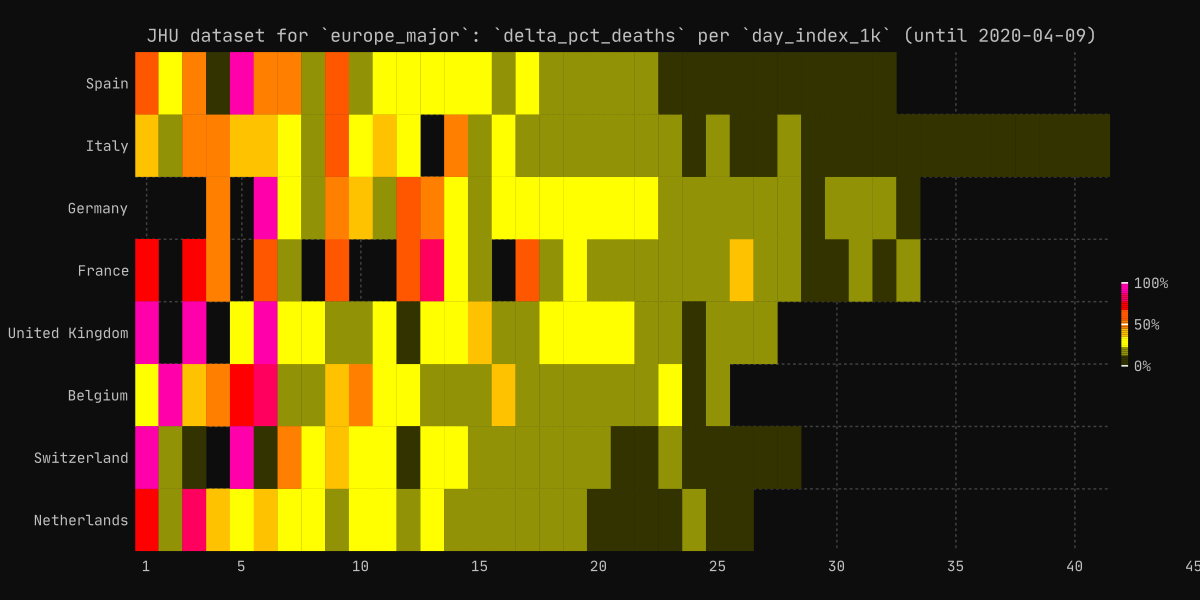 JHU dataset for `europe_major`: `delta_pct_deaths` per `day_index_1k` (until 2020-04-09)
Spain
Italy
Germany
France
United Kingdom
Belgium
Switzerland
Netherlands
100%
50%
0%
1 5 10 15 20 25 30 35 40 45